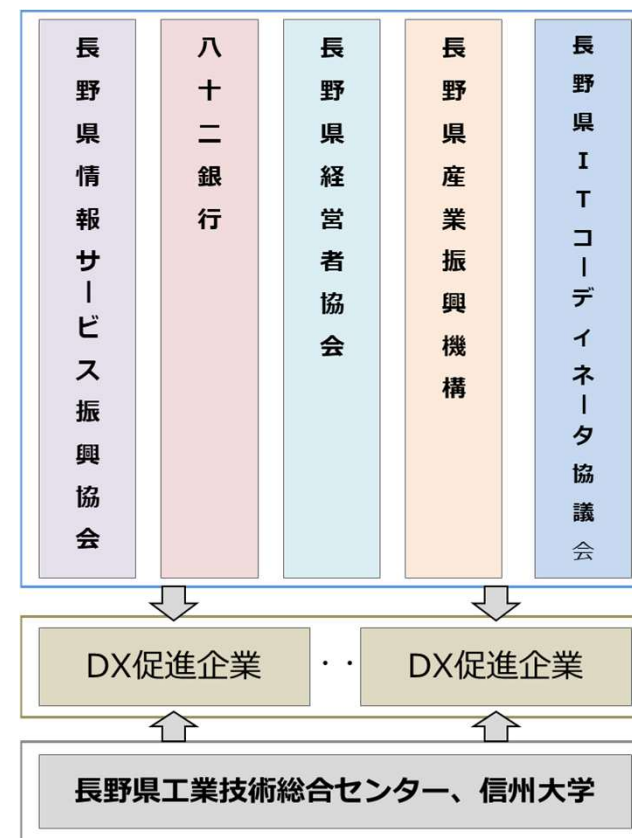 長野県情報サービス振興協会
八十二銀行
長野県経営者協会
長野県産業振興機構
長野県ITコーディネータ協議会
DX促進企業 ・・ DX促進企業
長野県工業技術総合センター、信州大学